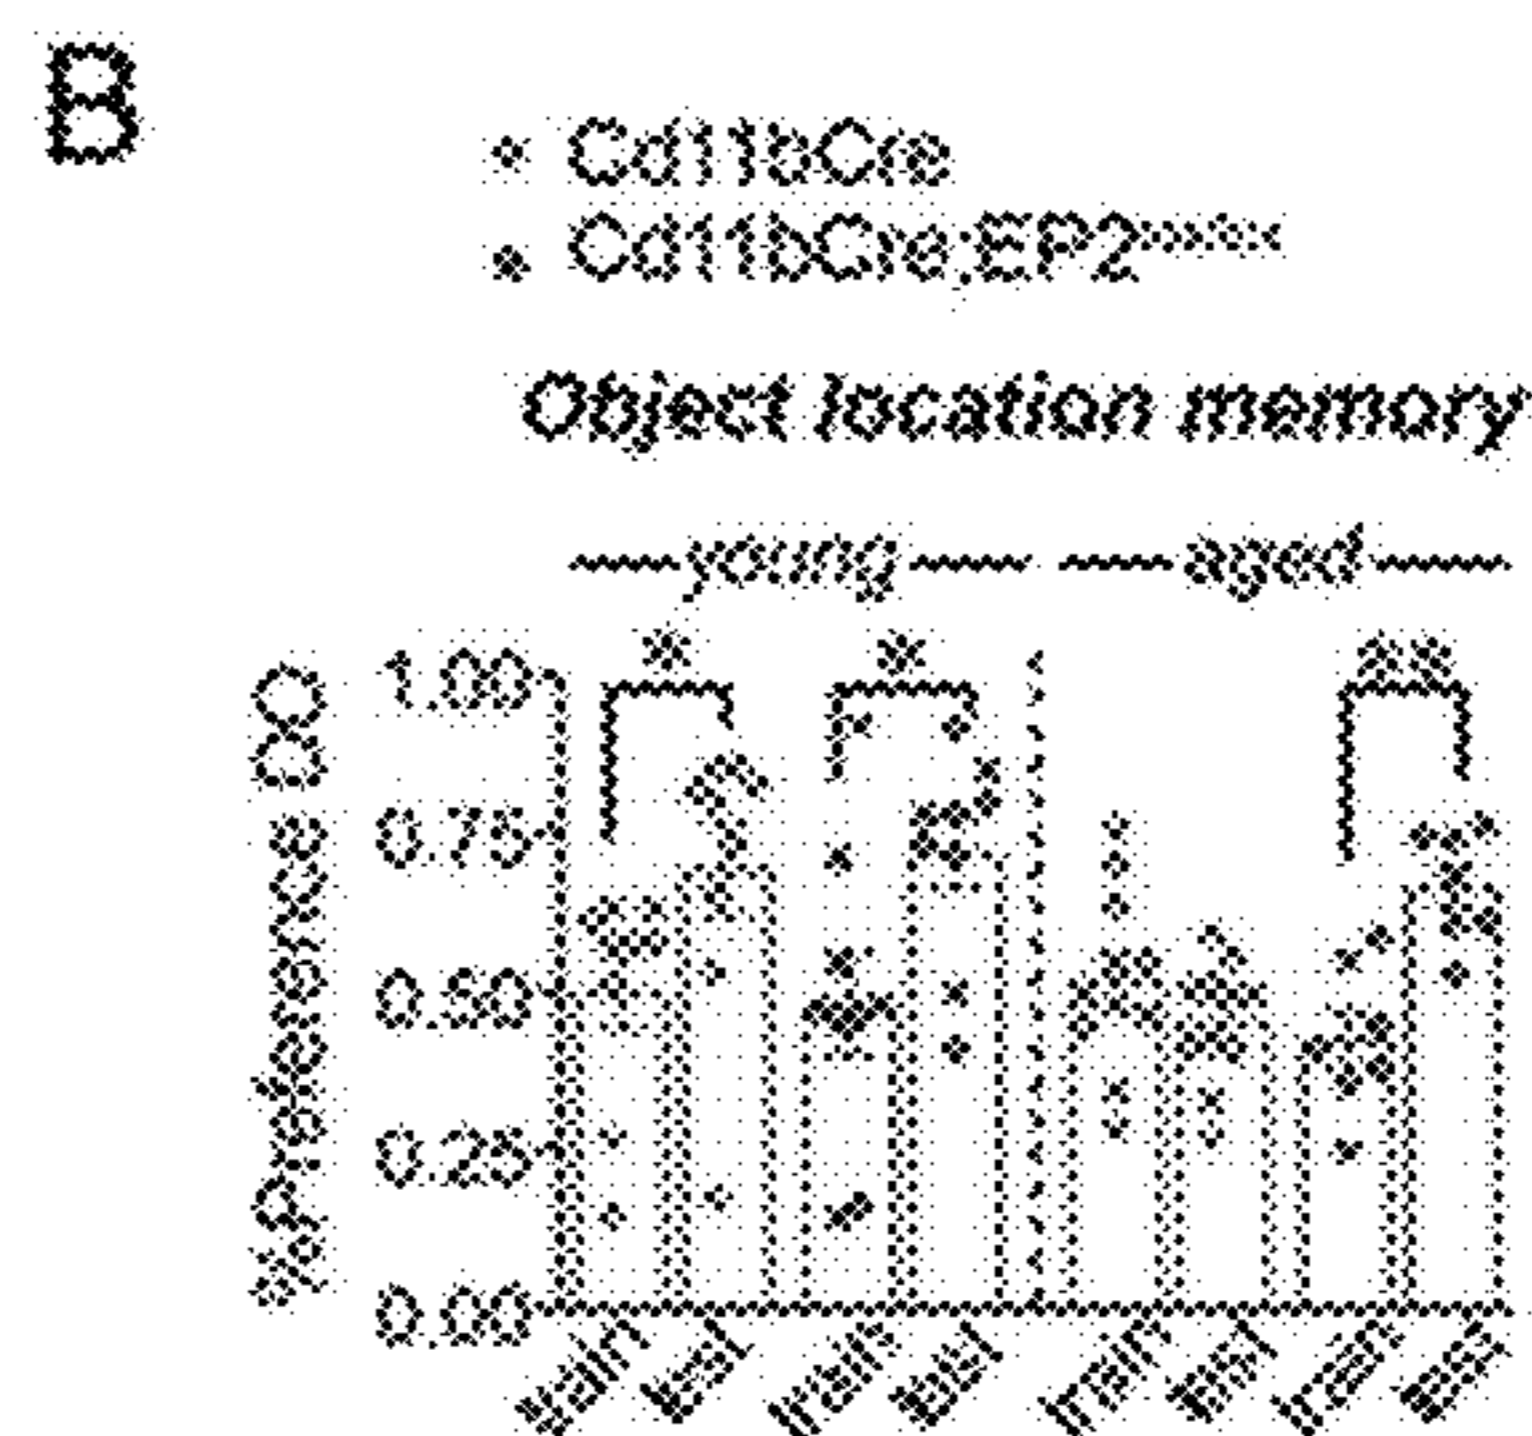 B
Cd11bCre
Cd11bCre;EP2
Object location memory
young aged
* * **
%Preference DO
1.00
0.75
0.50
0.25
0.00
train test train test train test train test